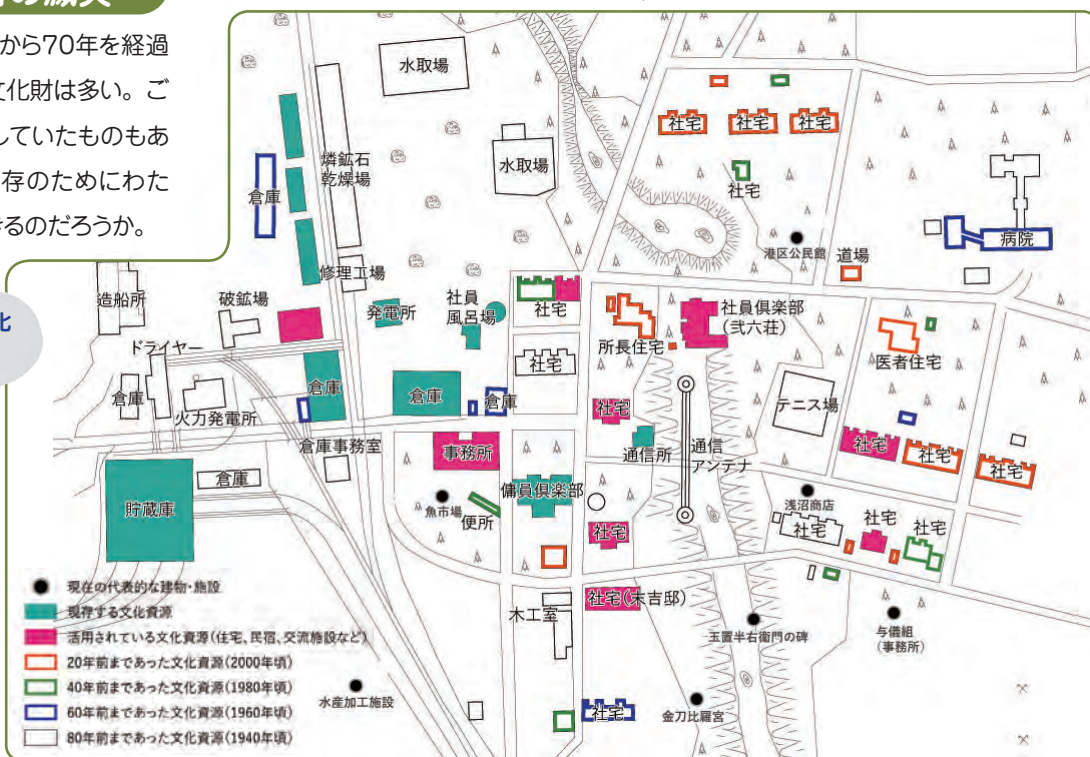 から70年を経過
文化財は多い。ご
していたものもあ
存のためにわた
きるのだろうか。
北
水取場
水取場
燐鉱石
乾燥場
倉庫
修理工場
社宅
社宅
社宅
社宅
港区公民館
道場
病院
造船所
破鉱場
ドライヤー
発電所
社員
風呂場
社宅
社宅
所長住宅
社員倶楽部
(弐六荘)
医者住宅
倉庫
火力発電所
倉庫
倉庫
倉庫
倉庫事務室
社宅
通信所
通信
アンテナ
テニス場
社宅
社宅
社宅
貯蔵庫
倉庫
事務所
魚市場
便所
傭員倶楽部
社宅
浅沼商店
社宅
社宅
社宅
木工室
社宅(末吉邸)
玉置半右衛門の碑
与儀組
(事務所)
水産加工施設
社宅
金刀比羅宮
現在の代表的な建物・施設
現存する文化資源
活用されている文化資源(住宅、民宿、交流施設など)
20年前まであった文化資源(2000年頃)
40年前まであった文化資源(1980年頃)
60年前まであった文化資源(1960年頃)
80年前まであった文化資源(1940年頃)